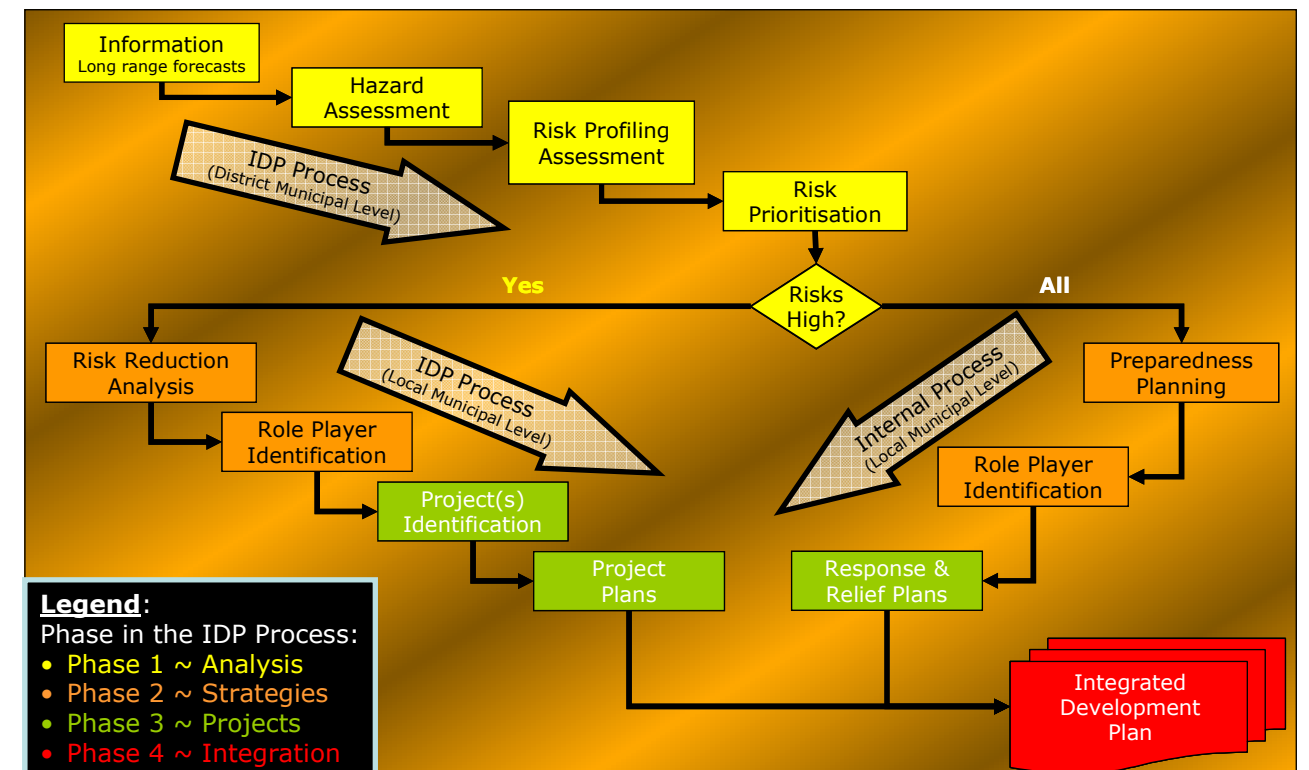 Information
Long range forecasts
Hazard
Assessment
Risk Profiling
Assessment
IDP Process
(District Municipal Level)
Risk
Prioritisation
Yes
Risks
High?
All
Risk Reduction
Analysis
IDP Process
(Local Municipal Level)
Internal Process
(Local Municipal Level)
Preparedness
Planning
Role Player
Identification
Role Player
Identification
Project(s)
Identification
Project
Plans
Response &
Relief Plans
Legend:
Phase in the IDP Process:
• Phase 1 ~ Analysis
• Phase 2 ~ Strategies
• Phase 3 ~ Projects
• Phase 4 ~ Integration
Integrated
Development
Plan